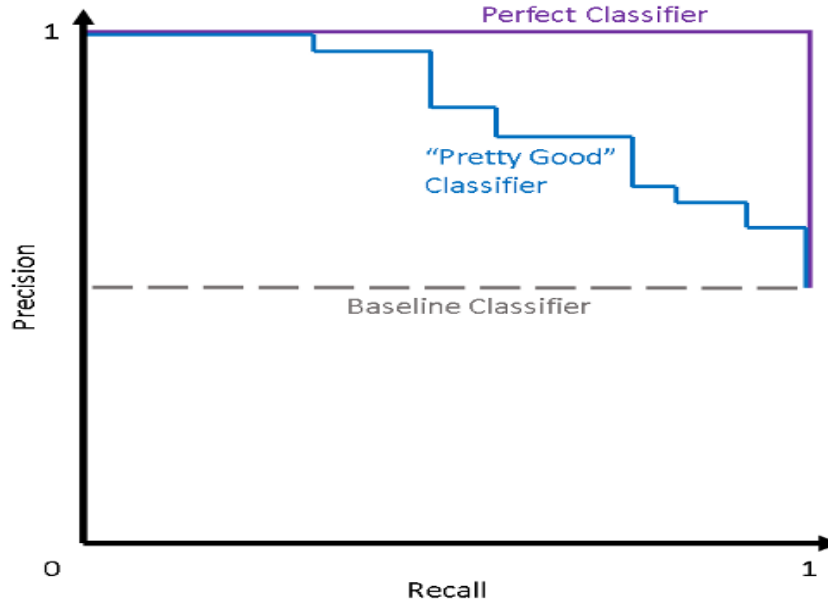 Perfect Classifier
1
“Pretty Good”
Classifier
Baseline Classifier
Precision
0
1
Recall